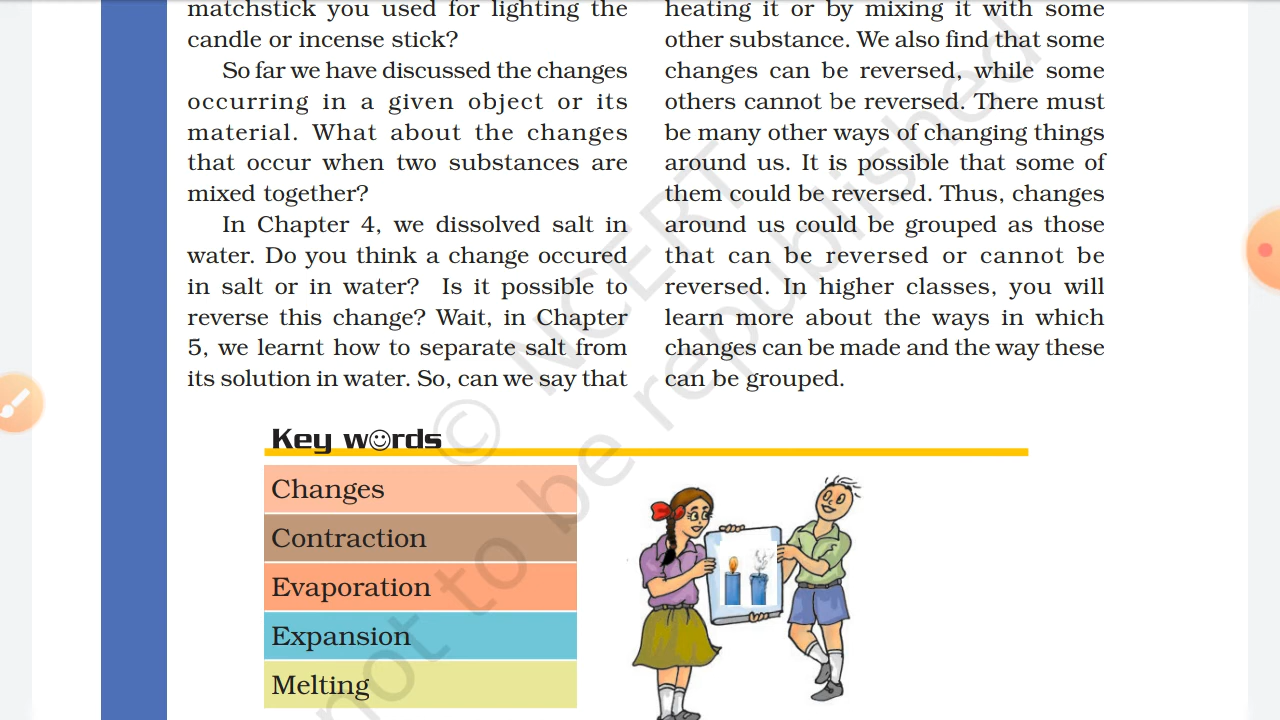 matchstick you used for lighting the
candle or incense stick?
So far we have discussed the changes
occurring in a given object or its
material. What about the changes
that occur when two substances are
mixed together?
In Chapter 4, we dissolved salt in
water. Do you think a change occured
in salt or in water? Is it possible to
reverse this change? Wait, in Chapter
5, we learnt how to separate salt from
its solution in water. So, can we say that
heating it or by mixing it with some
other substance. We also find that some
changes can be reversed, while some
others cannot be reversed. There must
be many other ways of changing things
around us. It is possible that some of
them could be reversed. Thus, changes
around us could be grouped as those
that can be reversed or cannot be
reversed. In higher classes, you will
learn more about the ways in which
changes can be made and the way these
can be grouped.
Key words
Changes
Contraction
Evaporation
Expansion
Melting
© NCERT
not to be republished